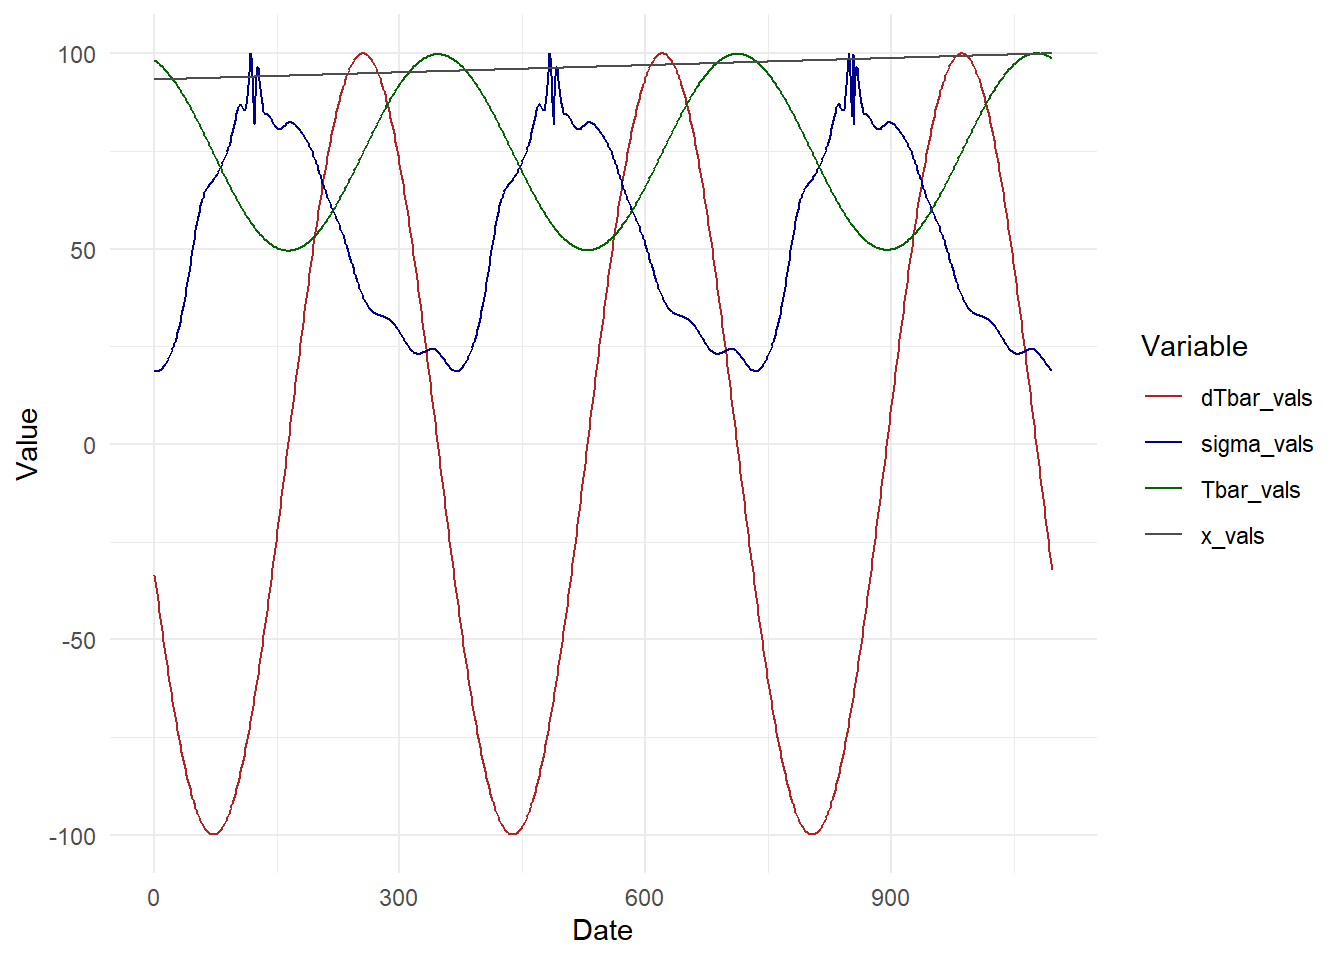 100
50
0
-50
-100
Value
0
300
600
900
Date
Variable
dTbar_vals
sigma_vals
Tbar_vals
x_vals